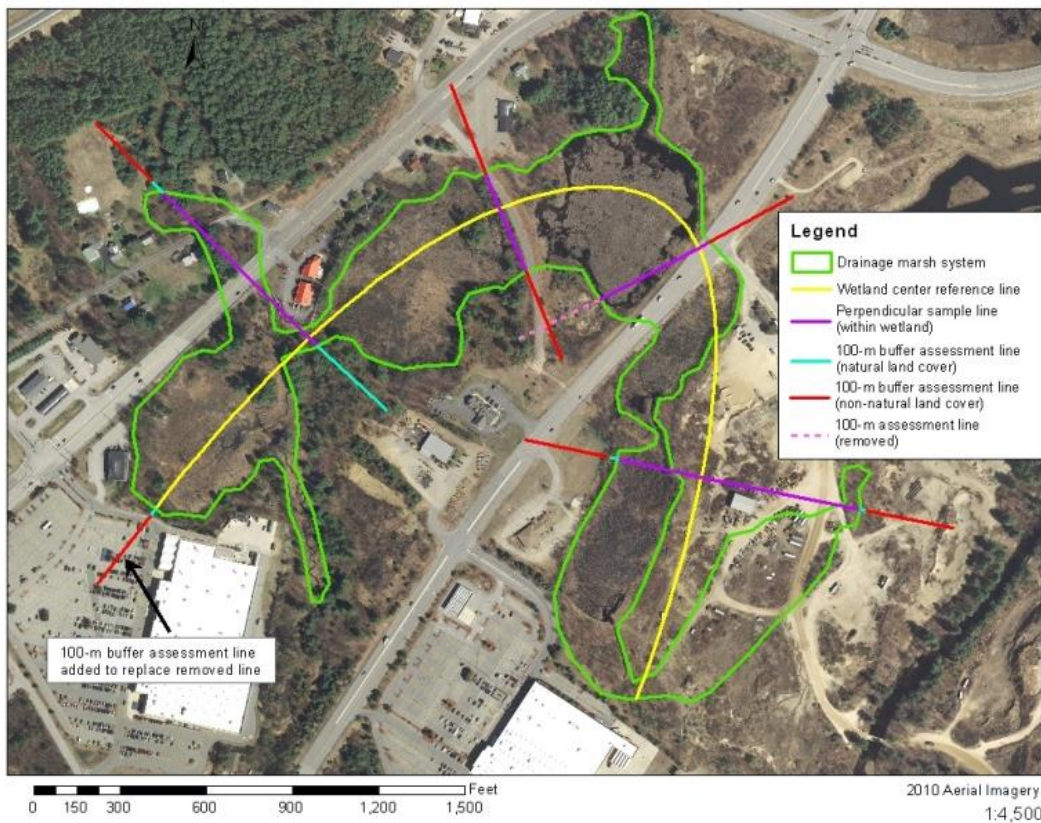 N
Legend
Drainage marsh system
Wetland center reference line
Perpendicular sample line
(within wetland)
100-m buffer assessment line
(natural land cover)
100-m buffer assessment line
(non-natural land cover)
100-m assessment line
(removed)
100-m buffer assessment line
added to replace removed line
Feet
0 150 300 600 900 1,200 1,500
2010 Aerial Imagery
1:4,500